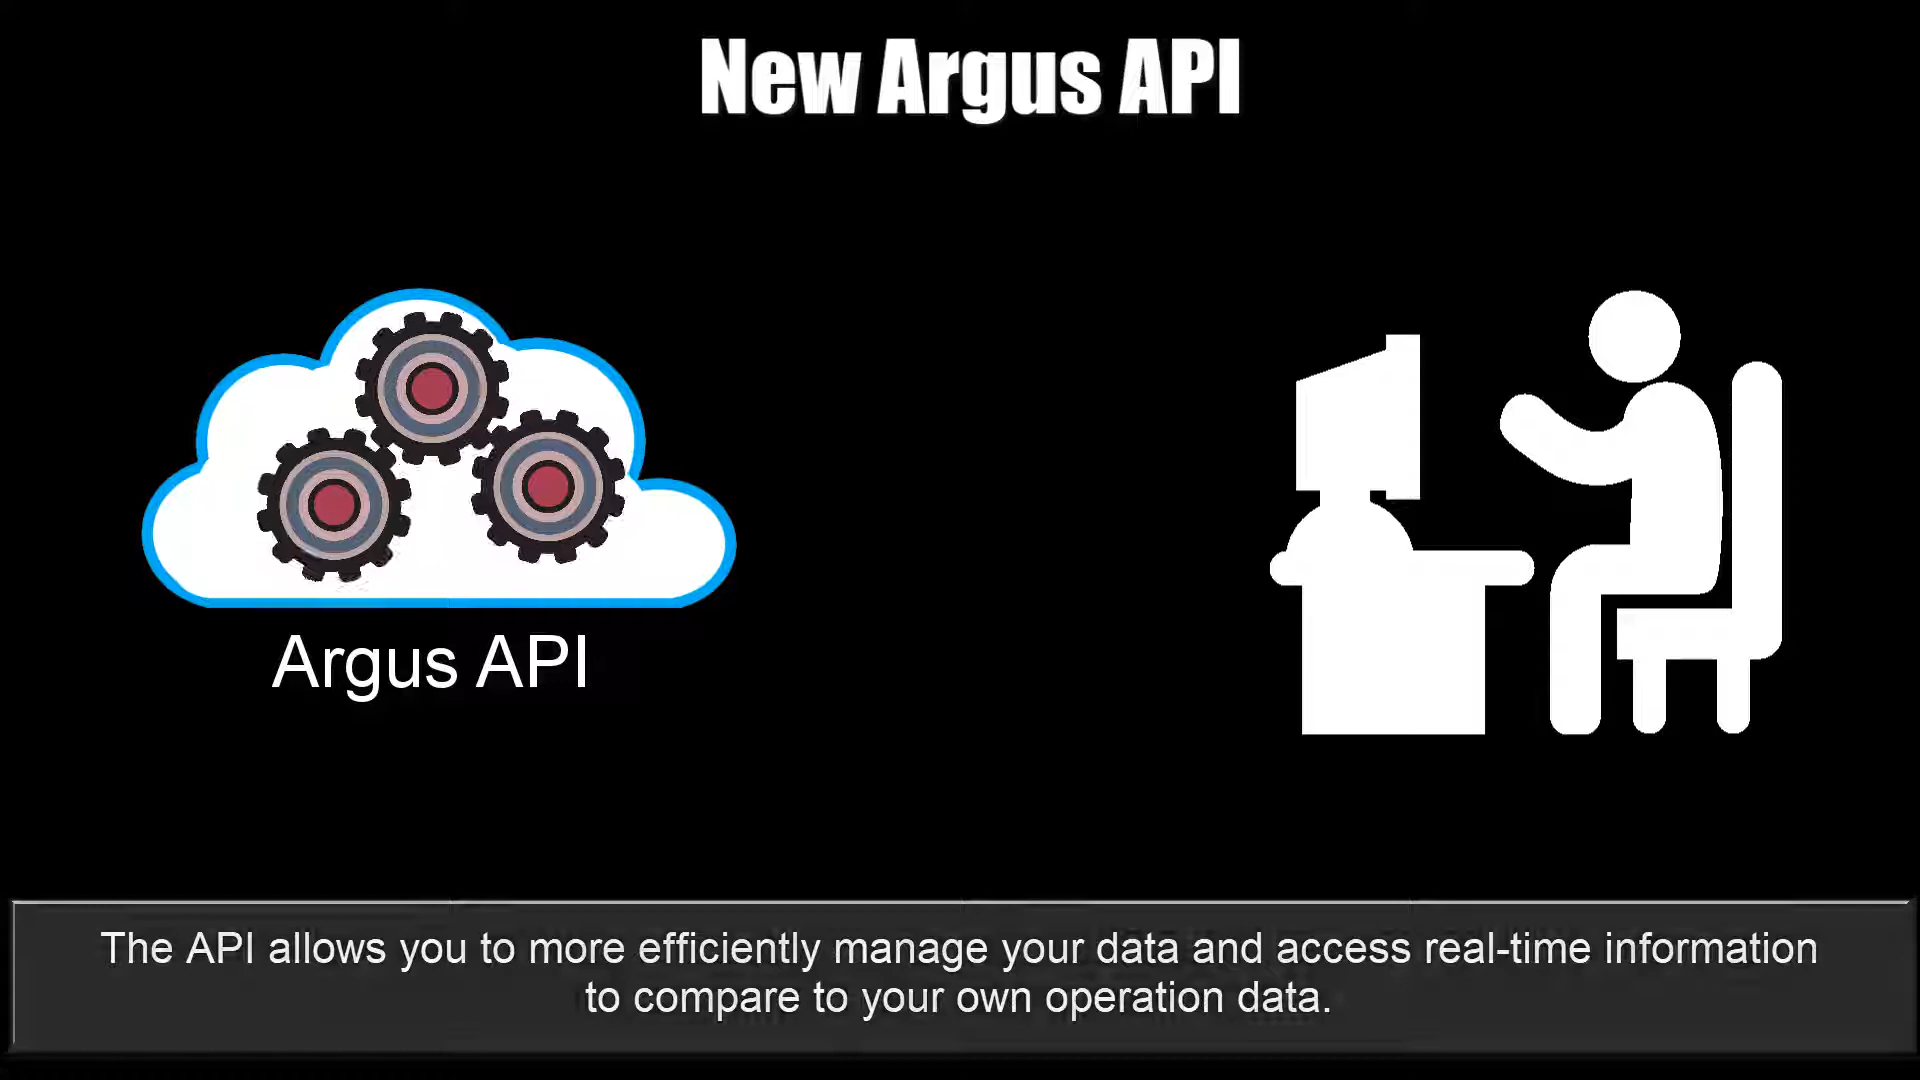 New Argus API
Argus API
The API allows you to more efficiently manage your data and access real-time information
to compare to your own operation data.